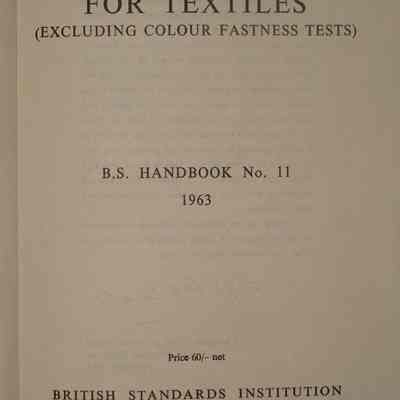 FOR TEXTILES
(EXCLUDING COLOUR FASTNESS TESTS)
B.S. HANDBOOK No. 11
1963
Price 60/– net
BRITISH STANDARDS INSTITUTION